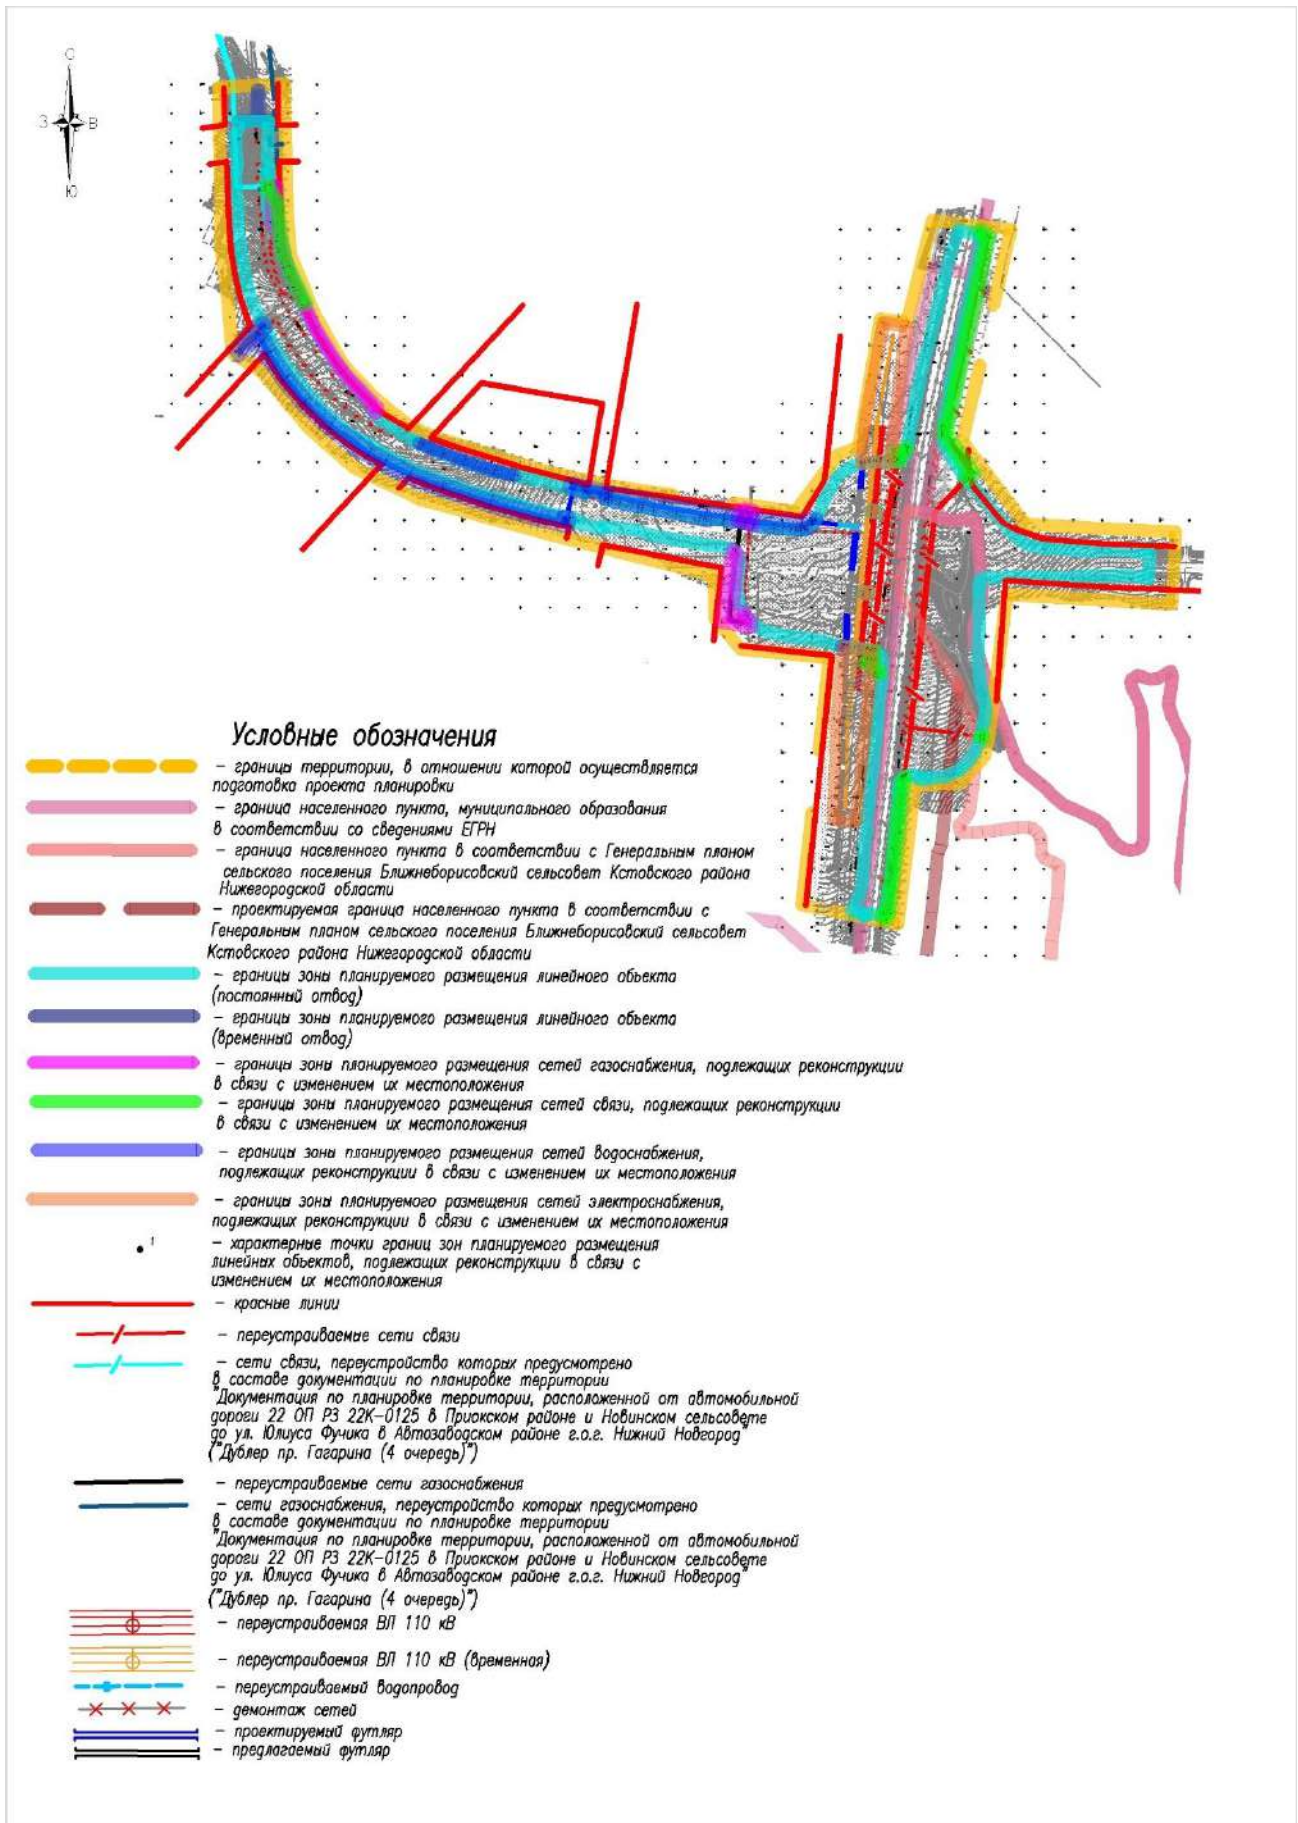 С
З В
Ю
Условные обозначения
– границы территории, в отношении которой осуществляется
подготовка проекта планировки
– граница населенного пункта, муниципального образования
в соответствии со сведениями ЕГРН
– граница населенного пункта в соответствии с Генеральным планом
сельского поселения Ближнеборисовский сельсовет Кстовского района
Нижегородской области
– проектируемая граница населенного пункта в соответствии с
Генеральным планом сельского поселения Ближнеборисовский сельсовет
Кстовского района Нижегородской области
– границы зоны планируемого размещения линейного объекта
(постоянный отвод)
– границы зоны планируемого размещения линейного объекта
(временный отвод)
– границы зоны планируемого размещения сетей газоснабжения, подлежащих реконструкции
в связи с изменением их местоположения
– границы зоны планируемого размещения сетей связи, подлежащих реконструкции
в связи с изменением их местоположения
– границы зоны планируемого размещения сетей водоснабжения,
подлежащих реконструкции в связи с изменением их местоположения
– границы зоны планируемого размещения сетей электроснабжения,
подлежащих реконструкции в связи с изменением их местоположения
1
– характерные точки границ зон планируемого размещения
линейных объектов, подлежащих реконструкции в связи с
изменением их местоположения
– красные линии
– переустраиваемые сети связи
– сети связи, переустройство которых предусмотрено
в составе документации по планировке территории
"Документация по планировке территории, расположенной от автомобильной
дороги 22 ОП РЗ 22К-0125 в Приокском районе и Новинском сельсовете
до ул. Юлиуса Фучика в Автозаводском районе г.о.г. Нижний Новгород"
("Дублер пр. Гагарина (4 очередь)")
– переустраиваемые сети газоснабжения
– сети газоснабжения, переустройство которых предусмотрено
в составе документации по планировке территории
"Документация по планировке территории, расположенной от автомобильной
дороги 22 ОП РЗ 22К-0125 в Приокском районе и Новинском сельсовете
до ул. Юлиуса Фучика в Автозаводском районе г.о.г. Нижний Новгород"
("Дублер пр. Гагарина (4 очередь)")
– переустраиваемая ВЛ 110 кВ
– переустраиваемая ВЛ 110 кВ (временная)
– переустраиваемый водопровод
– демонтаж сетей
– проектируемый футляр
– предлагаемый футляр